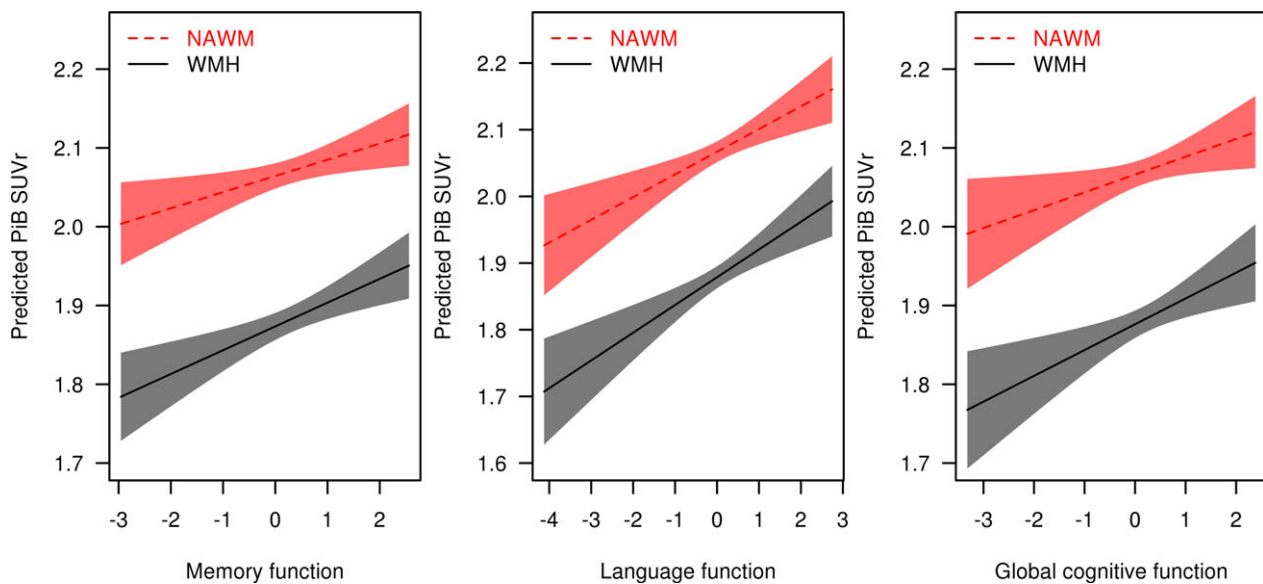 NAWM
WMH
Predicted PiB SUVr
2.2
2.1
2.0
1.9
1.8
1.7
-3 -2 -1 0 1 2
Memory function
NAWM
WMH
Predicted PiB SUVr
2.2
2.1
2.0
1.9
1.8
1.7
1.6
-4 -3 -2 -1 0 1 2 3
Language function
NAWM
WMH
Predicted PiB SUVr
2.2
2.1
2.0
1.9
1.8
1.7
-3 -2 -1 0 1 2
Global cognitive function